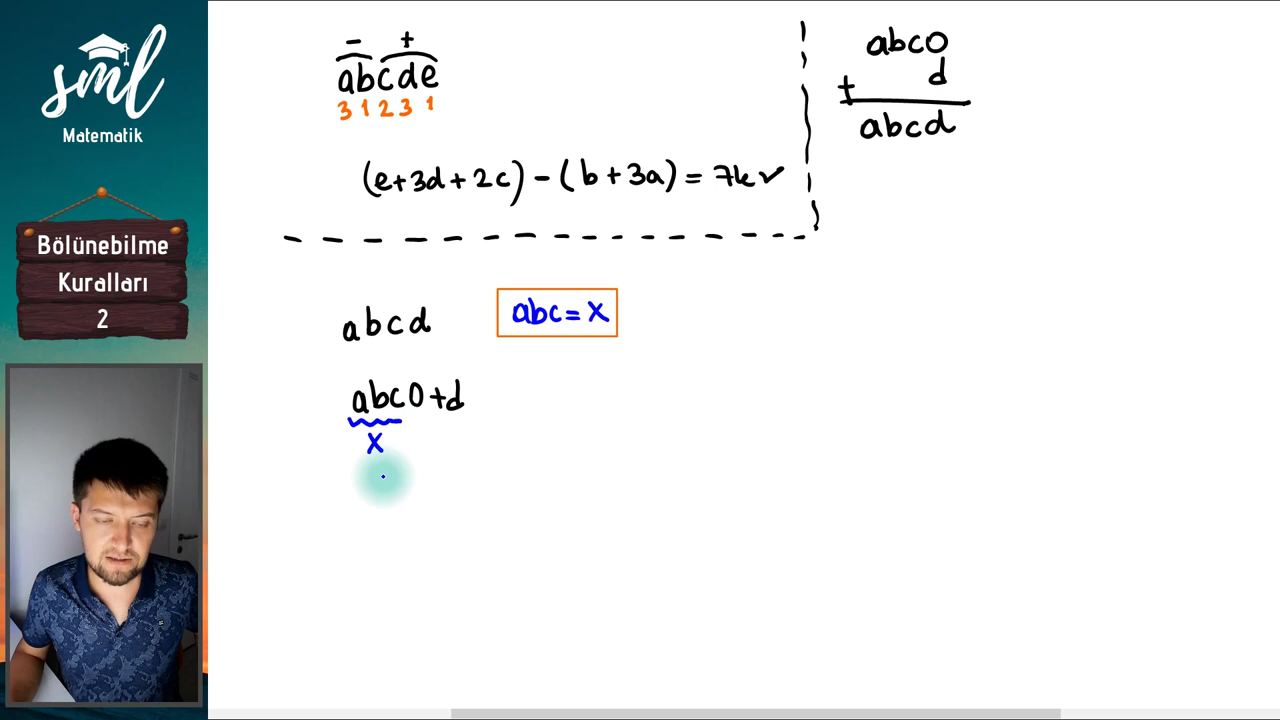 sml
Matematik
Bölünebilme
Kuralları
2
- +
abcde
3 1 2 3 1
(e+3d+2c)-(b+3a)=7k✓
abc0
+ d
abcd
abcd
abc=x
abc0+d
x